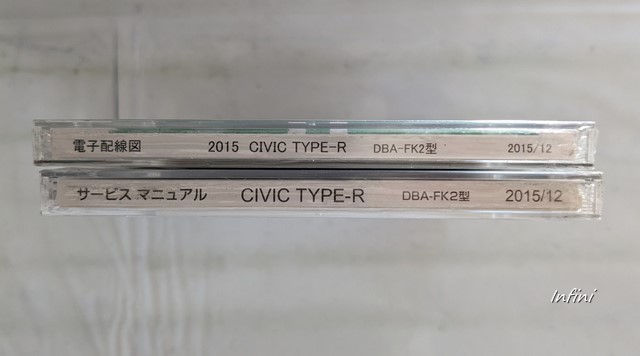 電子配線図 2015 CIVIC TYPE-R DBA-FK2型 2015/12
サービス マニュアル CIVIC TYPE-R DBA-FK2型 2015/12
Infini